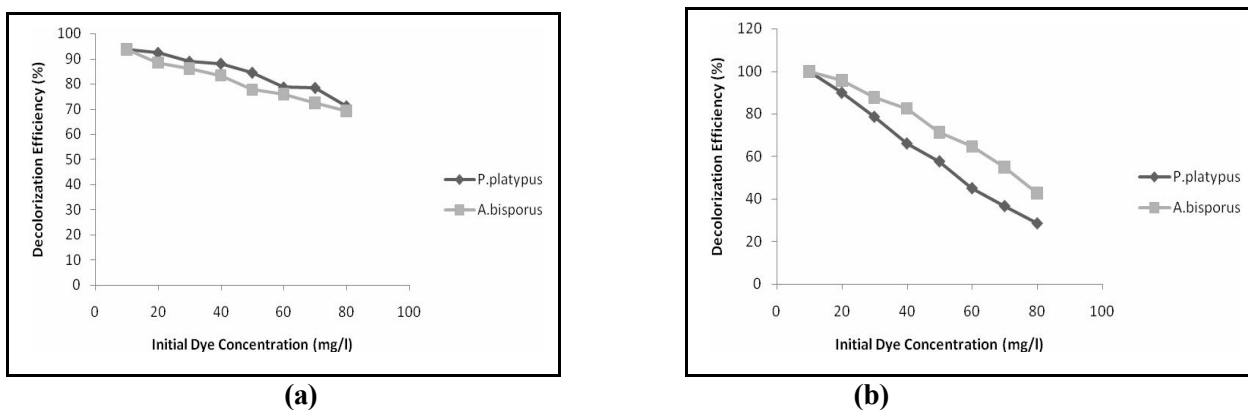 100
90
80
70
60
50
40
30
20
10
0
Decolorization Efficiency (%)
0 20 40 60 80 100
Initial Dye Concentration (mg/l)
P.platypus
A.bisporus
(a)
120
100
80
60
40
20
0
Decolorization Efficiency (%)
0 20 40 60 80 100
Initial Dye Concentration (mg/l)
P.platypus
A.bisporus
(b)